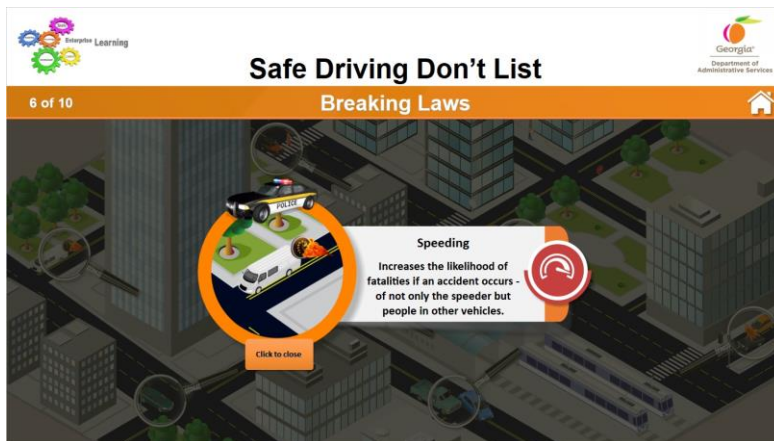 Enterprise Learning
Georgia®
Department of
Administrative Services
Safe Driving Don't List
6 of 10
Breaking Laws
POLICE
Speeding
Increases the likelihood of
fatalities if an accident occurs -
of not only the speeder but
people in other vehicles.
Click to close